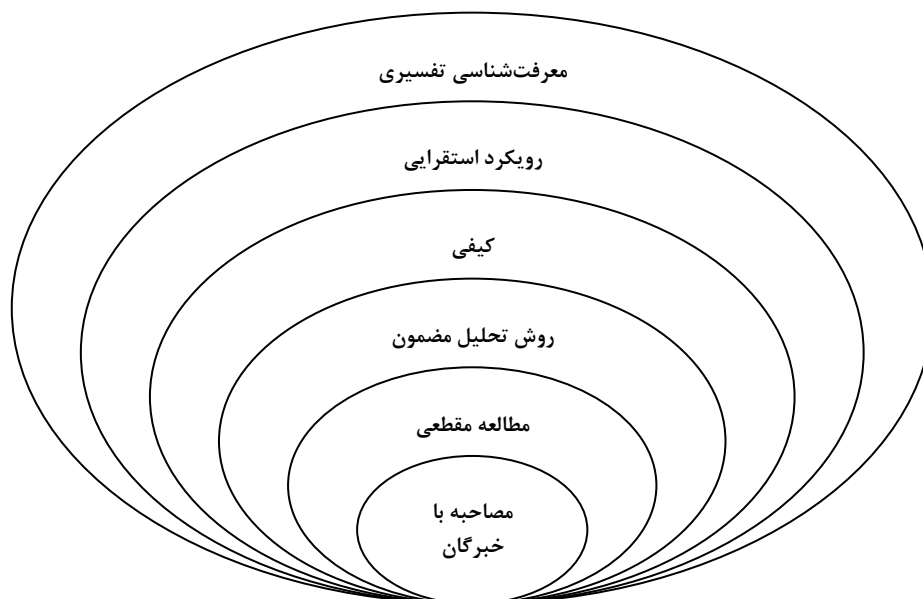 معرفت‌شناسی تفسیری
رویکرد استقرایی
کیفی
روش تحلیل مضمون
مطالعه مقطعی
مصاحبه با
خبرگان